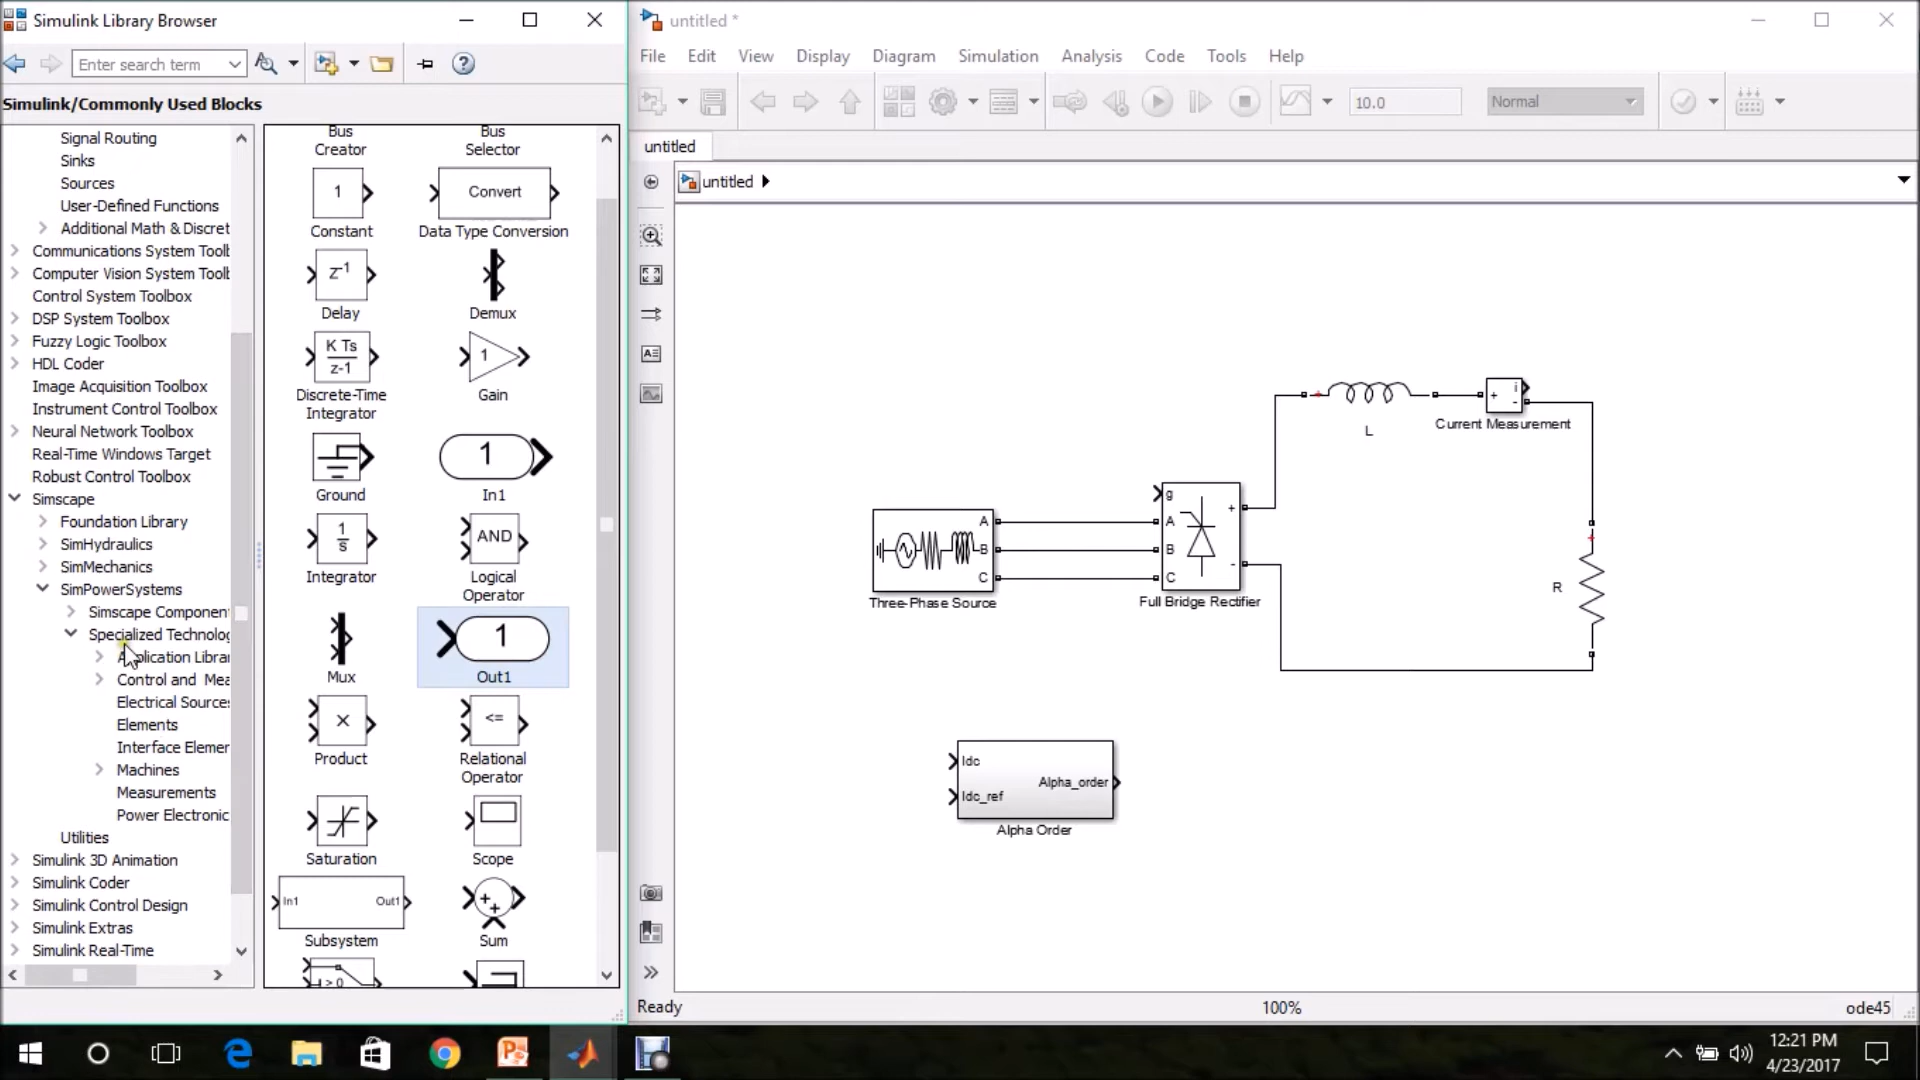 Simulink Library Browser
Enter search term
Simulink/Commonly Used Blocks
Signal Routing
Sinks
Sources
User-Defined Functions
Additional Math & Discret
Communications System Toolb
Computer Vision System Toolb
Control System Toolbox
DSP System Toolbox
Fuzzy Logic Toolbox
HDL Coder
Image Acquisition Toolbox
Instrument Control Toolbox
Neural Network Toolbox
Real-Time Windows Target
Robust Control Toolbox
Simscape
Foundation Library
SimHydraulics
SimMechanics
SimPowerSystems
Simscape Componen
Specialized Technolog
Application Librar
Control and Mea
Electrical Source
Elements
Interface Elemer
Machines
Measurements
Power Electronic
Utilities
Simulink 3D Animation
Simulink Coder
Simulink Control Design
Simulink Extras
Simulink Real-Time
Bus
Creator
Bus
Selector
1
Constant
Convert
Data Type Conversion
z-1
Delay
Demux
K Ts
z-1
Discrete-Time
Integrator
1
Gain
Ground
1
In1
1
s
Integrator
AND
Logical
Operator
Mux
1
Out1
×
Product
<=
Relational
Operator
Saturation
Scope
In1
Out1
Subsystem
+
+
Sum
> 0
untitled *
File
Edit
View
Display
Diagram
Simulation
Analysis
Code
Tools
Help
10.0
Normal
untitled
untitled
L
+
i
-
Current Measurement
A
B
C
Three-Phase Source
g
A
B
C
+
-
Full Bridge Rectifier
R
Idc
Idc_ref
Alpha_order
Alpha Order
Ready
100%
ode45
12:21 PM
4/23/2017